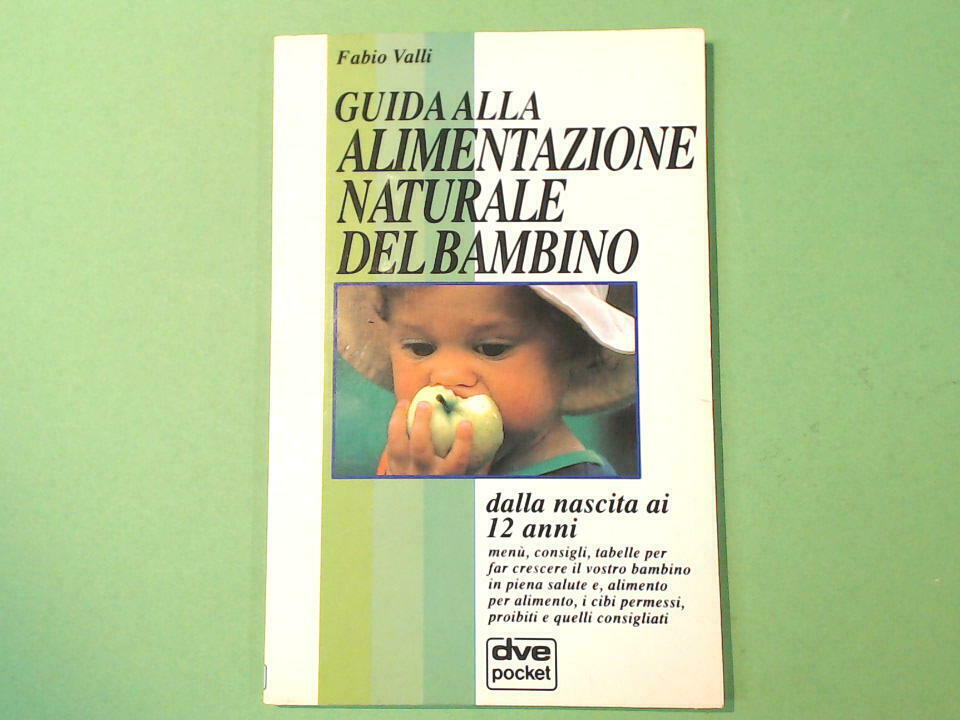 Fabio Valli
GUIDA ALLA
ALIMENTAZIONE
NATURALE
DEL BAMBINO
dalla nascita ai
12 anni
menù, consigli, tabelle per
far crescere il vostro bambino
in piena salute e, alimento
per alimento, i cibi permessi,
proibiti e quelli consigliati
dve
pocket